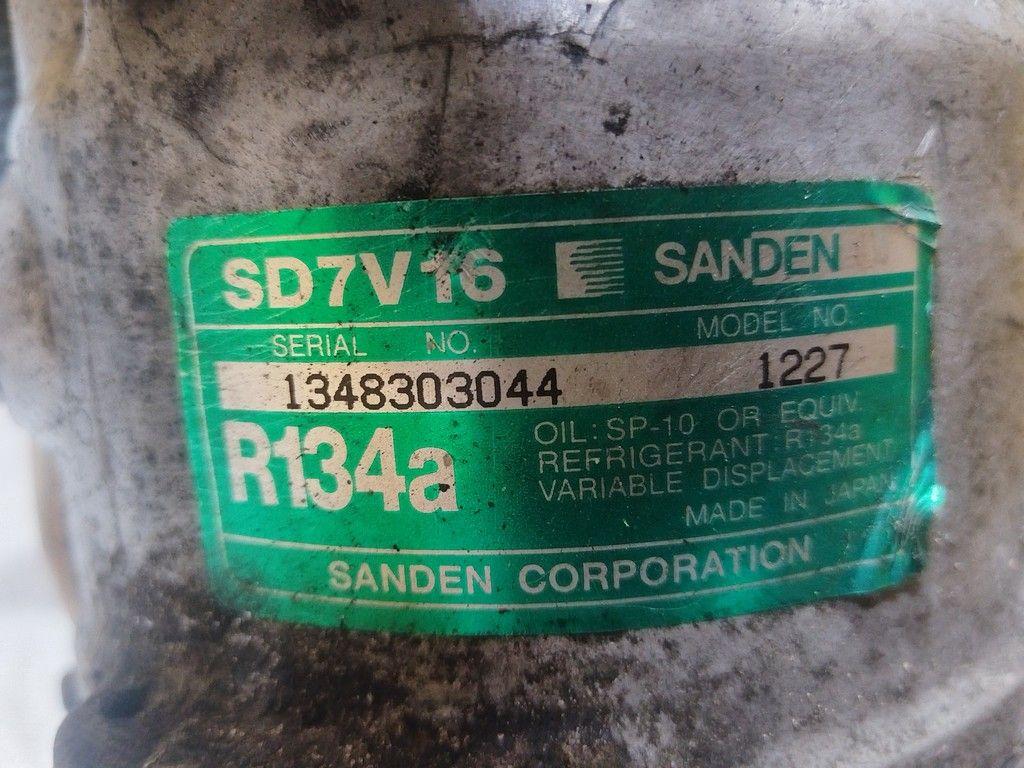 SD7V16 SANDEN
SERIAL NO. MODEL NO.
1348303044 1227
R134a
OIL: SP-10 OR EQUIV.
REFRIGERANT: R134a
VARIABLE DISPLACEMENT
MADE IN JAPAN
SANDEN CORPORATION